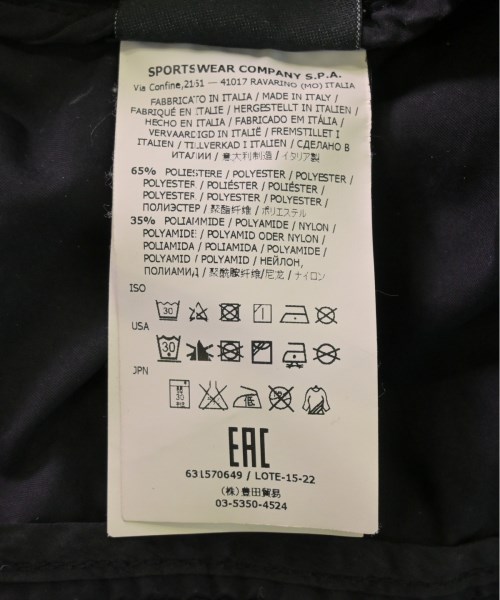 SPORTSWEAR COMPANY S.P.A.
Via Confine,2161 — 41017 RAVARINO (MO) ITALIA
FABBRICATO IN ITALIA / MADE IN ITALY /
FABRIQUÉ EN ITALIE / HERGESTELLT IN ITALIEN /
HECHO EN ITALIA / FABRICADO EM ITÁLIA /
VERVAARDIGD IN ITALIË / FREMSTILLET I
ITALIEN / TILLVERKAD I ITALIEN / СДЕЛАНО В
ИТАЛИИ / 意大利制造 / イタリア製
65% POLIESTERE / POLYESTER / POLYESTER /
POLYESTER / POLIÉSTER / POLIÉSTER /
POLYESTER / POLYESTER / POLYESTER /
ПОЛИЭСТЕР / 聚酯纤维 / ポリエステル
35% POLIAMMIDE / POLYAMIDE / NYLON /
POLYAMIDE / POLYAMID ODER NYLON /
POLIAMIDA / POLIAMIDA / POLYAMIDE /
POLYAMID / POLYAMID / НЕЙЛОН,
ПОЛИАМИД / 聚酰胺纤维/尼龙 / ナイロン
ISO
30
USA
30
JPN
30
低
EAC
631570649 / LOTE-15-22
(株)豊田貿易
03-5350-4524